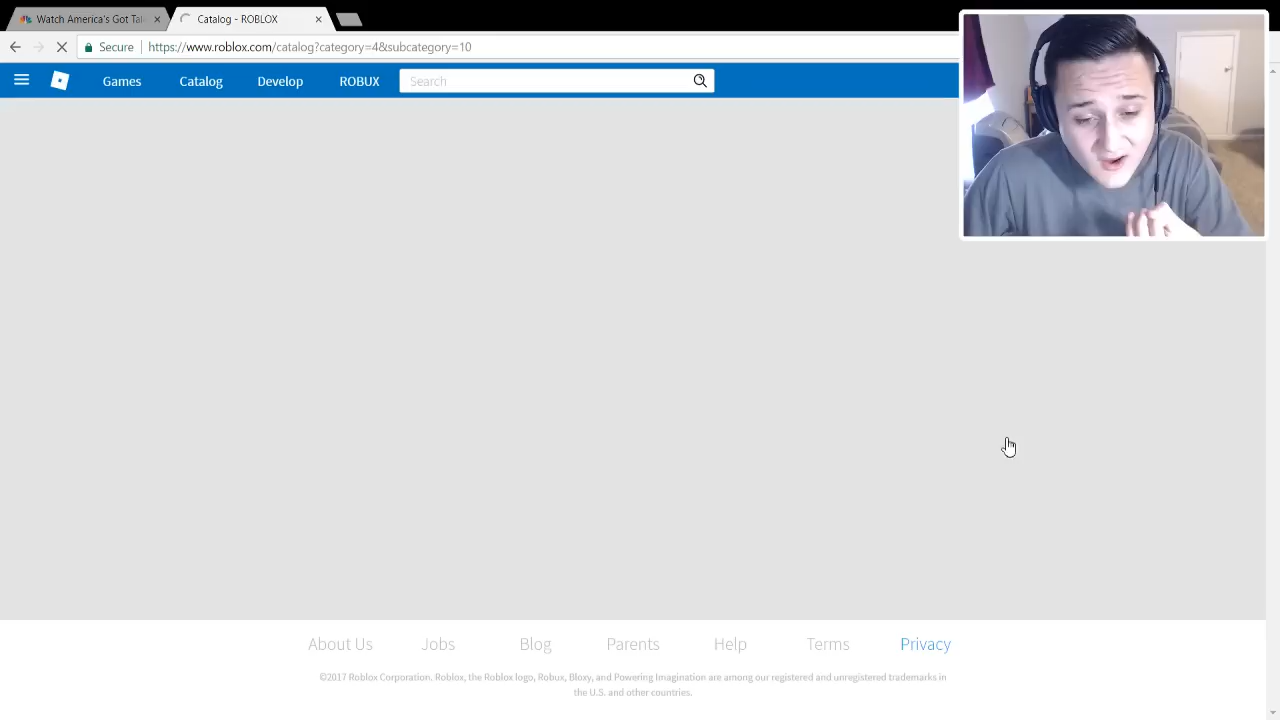 Watch America's Got Tal
Catalog - ROBLOX
Secure
https://www.roblox.com/catalog?category=4&subcategory=10
Games
Catalog
Develop
ROBUX
Search
About Us
Jobs
Blog
Parents
Help
Terms
Privacy
©2017 Roblox Corporation. Roblox, the Roblox logo, Robux, Bloxy, and Powering Imagination are among our registered and unregistered trademarks in
the U.S. and other countries.